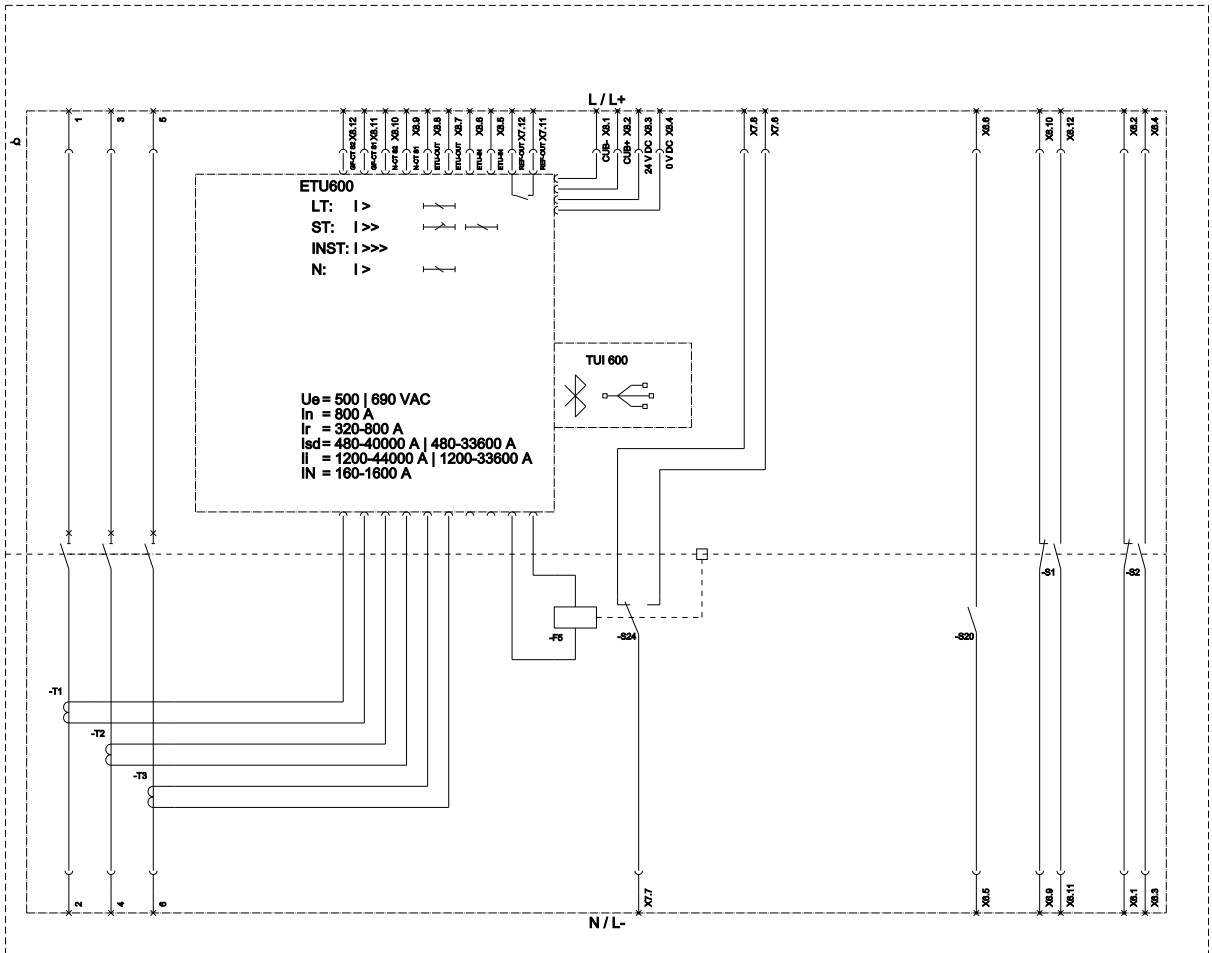 L / L+
1
3
5
GF-CT S2 X8.12
GF-CT S1 X8.11
N-CT S2 X8.10
N-CT S1 X8.9
ETU-OUT X8.8
ETU-OUT X8.7
ETU-IN X8.6
ETU-IN X8.5
REF-OUT X7.12
REF-OUT X7.11
CUB- X8.1
CUB+ X8.2
24 V DC X8.3
0 V DC X8.4
X7.8
X7.6
X6.6
X6.10
X6.12
X6.2
X6.4
b
ETU600
LT: I >
ST: I >>
INST: I >>>
N: I >
TUI 600
Ue = 500 | 690 VAC
In = 800 A
Ir = 320-800 A
Isd = 480-40000 A | 480-33600 A
Ii = 1200-44000 A | 1200-33600 A
IN = 160-1600 A
-S1
-S2
-F5
-S24
-S20
-T1
-T2
-T3
2
4
6
X7.7
X6.5
X6.9
X6.11
X6.1
X6.3
N / L-